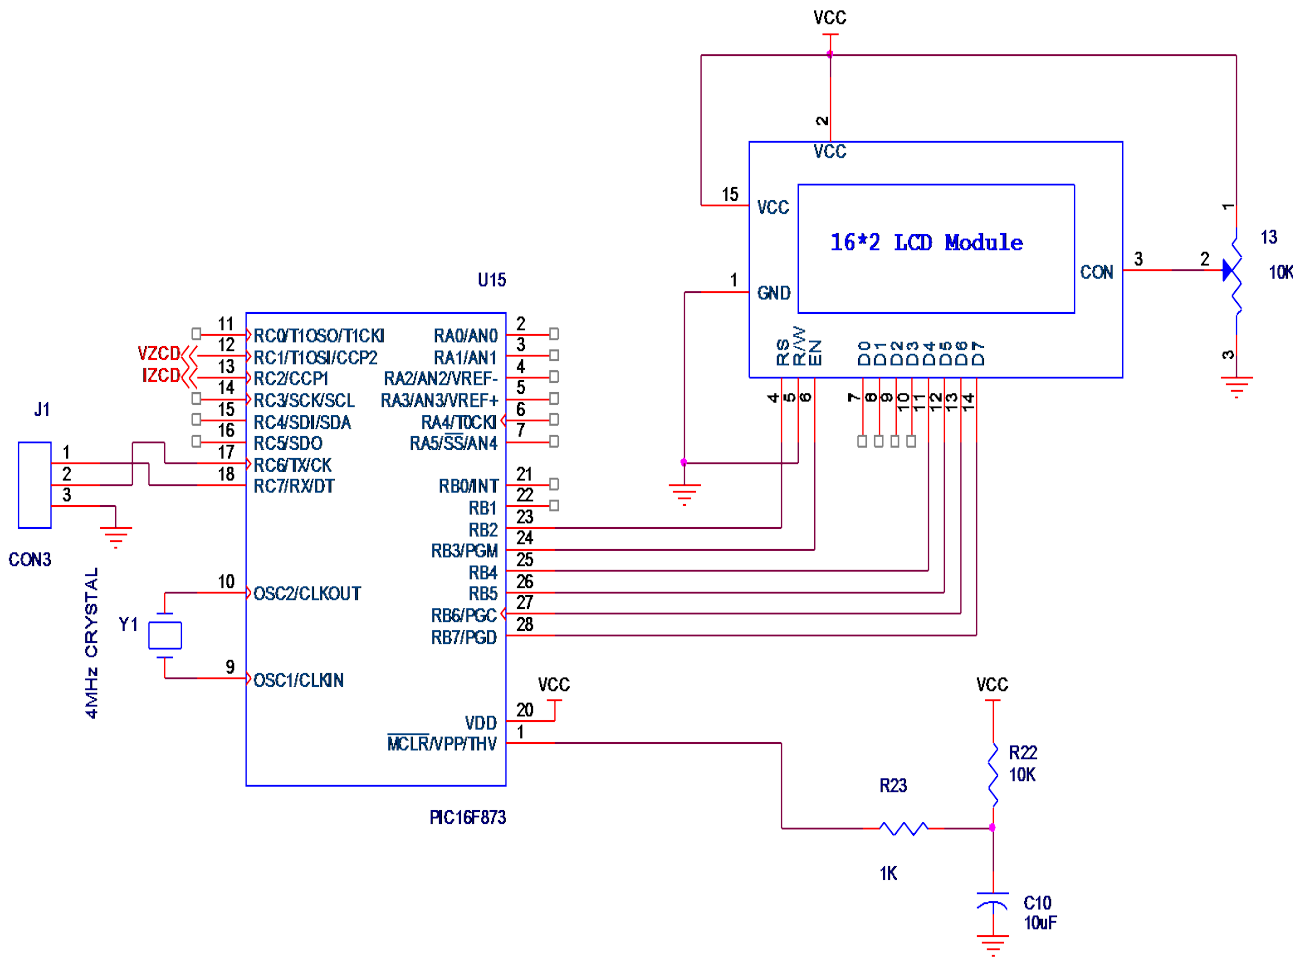 VCC
2
VCC
15
VCC
1
16*2 LCD Module
13
10K
CON
3
2
1
GND
3
RS
R/W
EN
D0
D1
D2
D3
D4
D5
D6
D7
4
5
6
7
8
9
10
11
12
13
14
U15
11
RC0/T1OSO/T1CKI
RA0/AN0
2
VZCD
12
RC1/T1OSI/CCP2
RA1/AN1
3
IZCD
13
RC2/CCP1
RA2/AN2/VREF-
4
14
RC3/SCK/SCL
RA3/AN3/VREF+
5
15
RC4/SDI/SDA
RA4/T0CKI
6
16
RC5/SDO
RA5/SS/AN4
7
17
RC6/TX/CK
18
RC7/RX/DT
RB0/INT
21
RB1
22
RB2
23
RB3/PGM
24
RB4
25
RB5
26
RB6/PGC
27
RB7/PGD
28
J1
1
2
3
CON3
10
OSC2/CLKOUT
Y1
4MHz CRYSTAL
9
OSC1/CLKIN
VCC
VDD
20
MCLR/VPP/THV
1
PIC16F873
VCC
R22
10K
R23
1K
C10
10uF